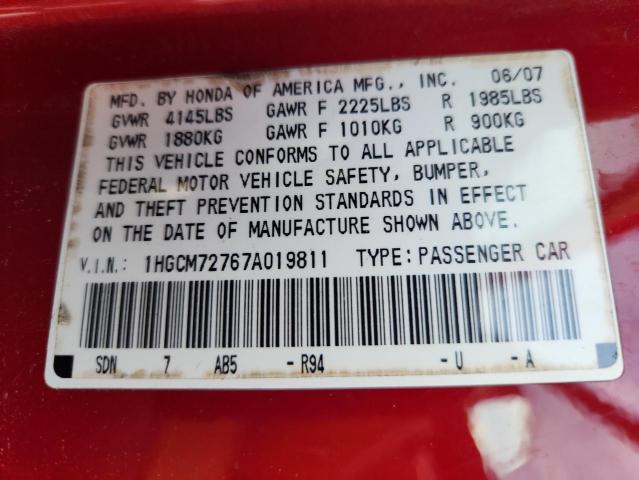 MFD. BY HONDA OF AMERICA MFG., INC. 06/07
GVWR 4145LBS GAWR F 2225LBS R 1985LBS
GVWR 1880KG GAWR F 1010KG R 900KG
THIS VEHICLE CONFORMS TO ALL APPLICABLE
FEDERAL MOTOR VEHICLE SAFETY, BUMPER,
AND THEFT PREVENTION STANDARDS IN EFFECT
ON THE DATE OF MANUFACTURE SHOWN ABOVE.
V.I.N.: 1HGCM72767A019811 TYPE: PASSENGER CAR
SDN 7 AB5 -R94 -U -A